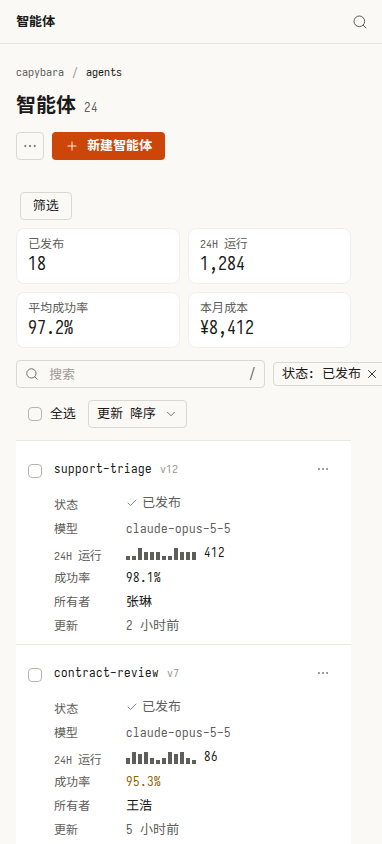 智能体
capybara / agents
智能体 24
··· + 新建智能体
筛选
已发布
18
24H 运行
1,284
平均成功率
97.2%
本月成本
¥8,412
搜索 /
状态: 已发布 ×
全选 更新 降序
support-triage v12 ···
状态 ✓ 已发布
模型 claude-opus-5-5
24H 运行 412
成功率 98.1%
所有者 张琳
更新 2 小时前
contract-review v7 ···
状态 ✓ 已发布
模型 claude-opus-5-5
24H 运行 86
成功率 95.3%
所有者 王浩
更新 5 小时前